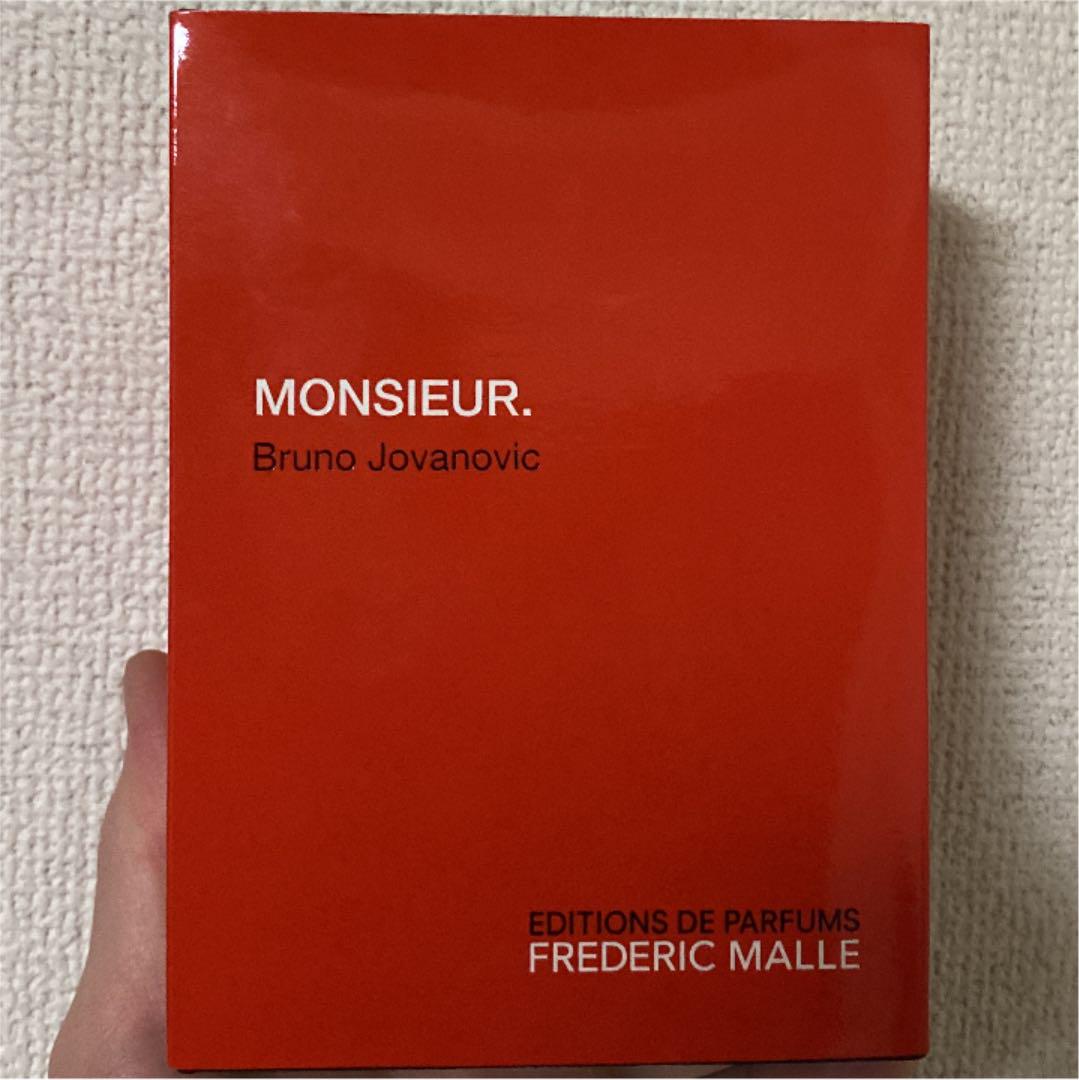 MONSIEUR.
Bruno Jovanovic
EDITIONS DE PARFUMS
FREDERIC MALLE